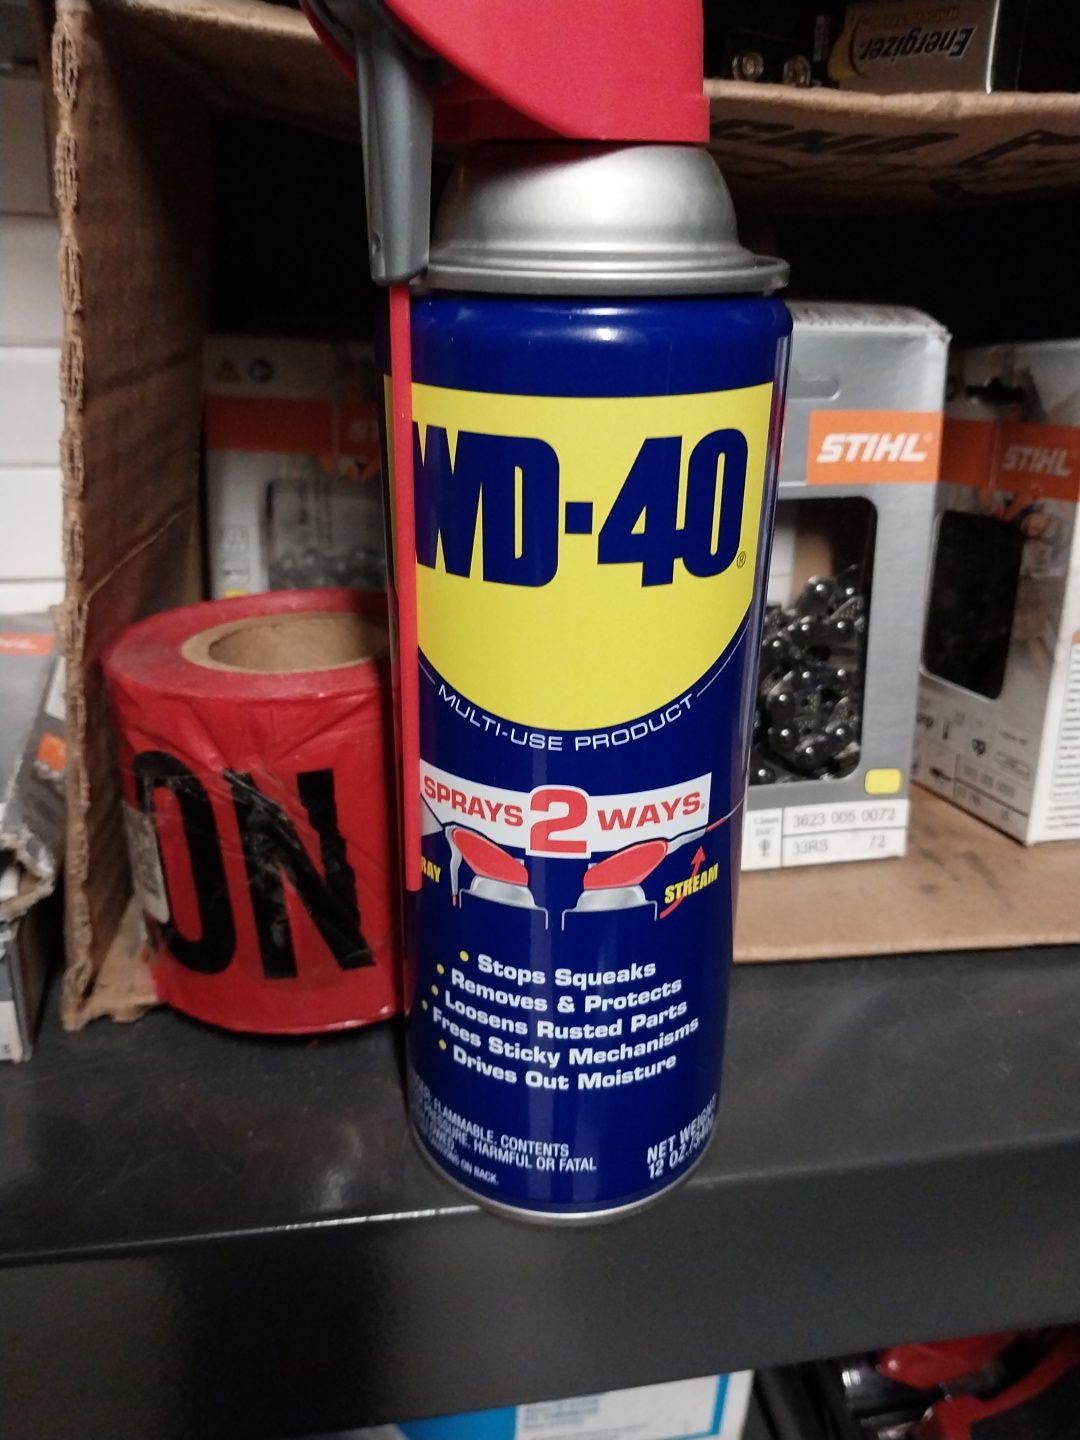 Energizer
STIHL
STIHL
WD-40
MULTI-USE PRODUCT
SPRAYS 2 WAYS
RAY
STREAM
ON
3623 005 0072
33RS 72
• Stops Squeaks
• Removes & Protects
• Loosens Rusted Parts
• Frees Sticky Mechanisms
• Drives Out Moisture
FLAMMABLE. CONTENTS
HARMFUL OR FATAL
ON BACK.
NET WEIGHT
12 OZ.